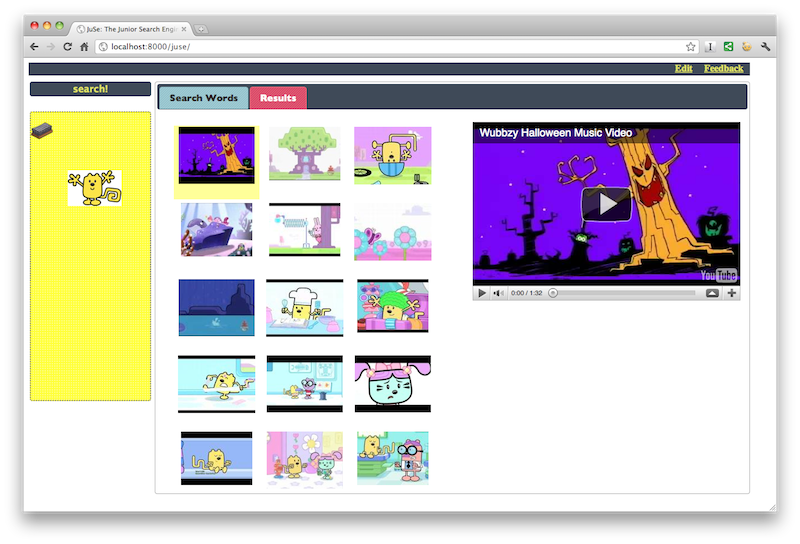 JuSe: The Junior Search Engin
localhost:8000/juse/
Edit Feedback
search!
Search Words Results
Wubbzy Halloween Music Video
YouTube
0:00 / 1:32